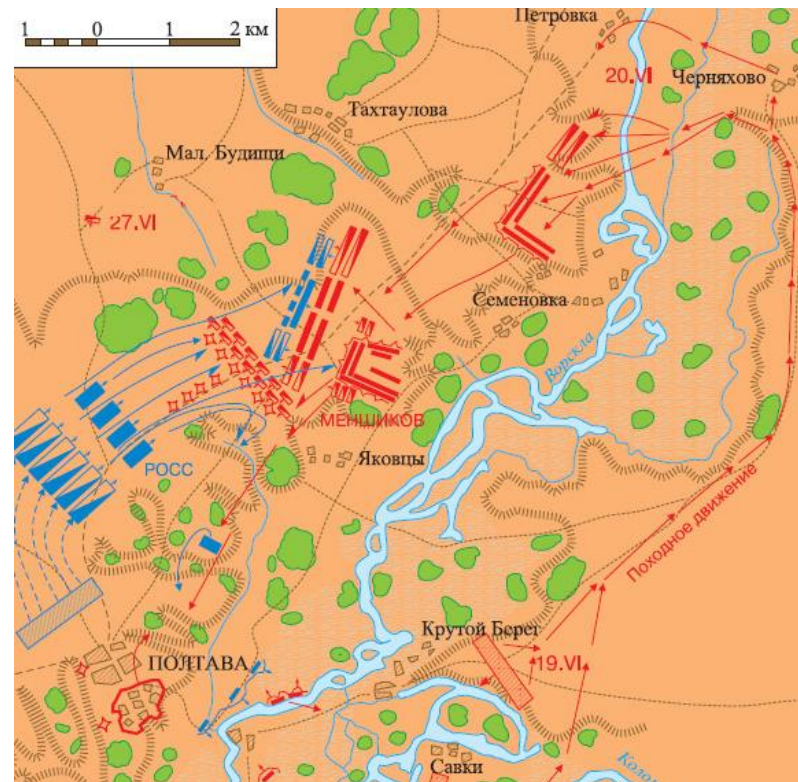 1 0 1 2 км
Петровка
20.VI
Черняхово
Тахтаулова
Мал. Будищи
27.VI
Семеновка
Ворскла
МЕНШИКОВ
Яковцы
РОСС
Походное движение
Крутой Берег
ПОЛТАВА
19.VI
Савки